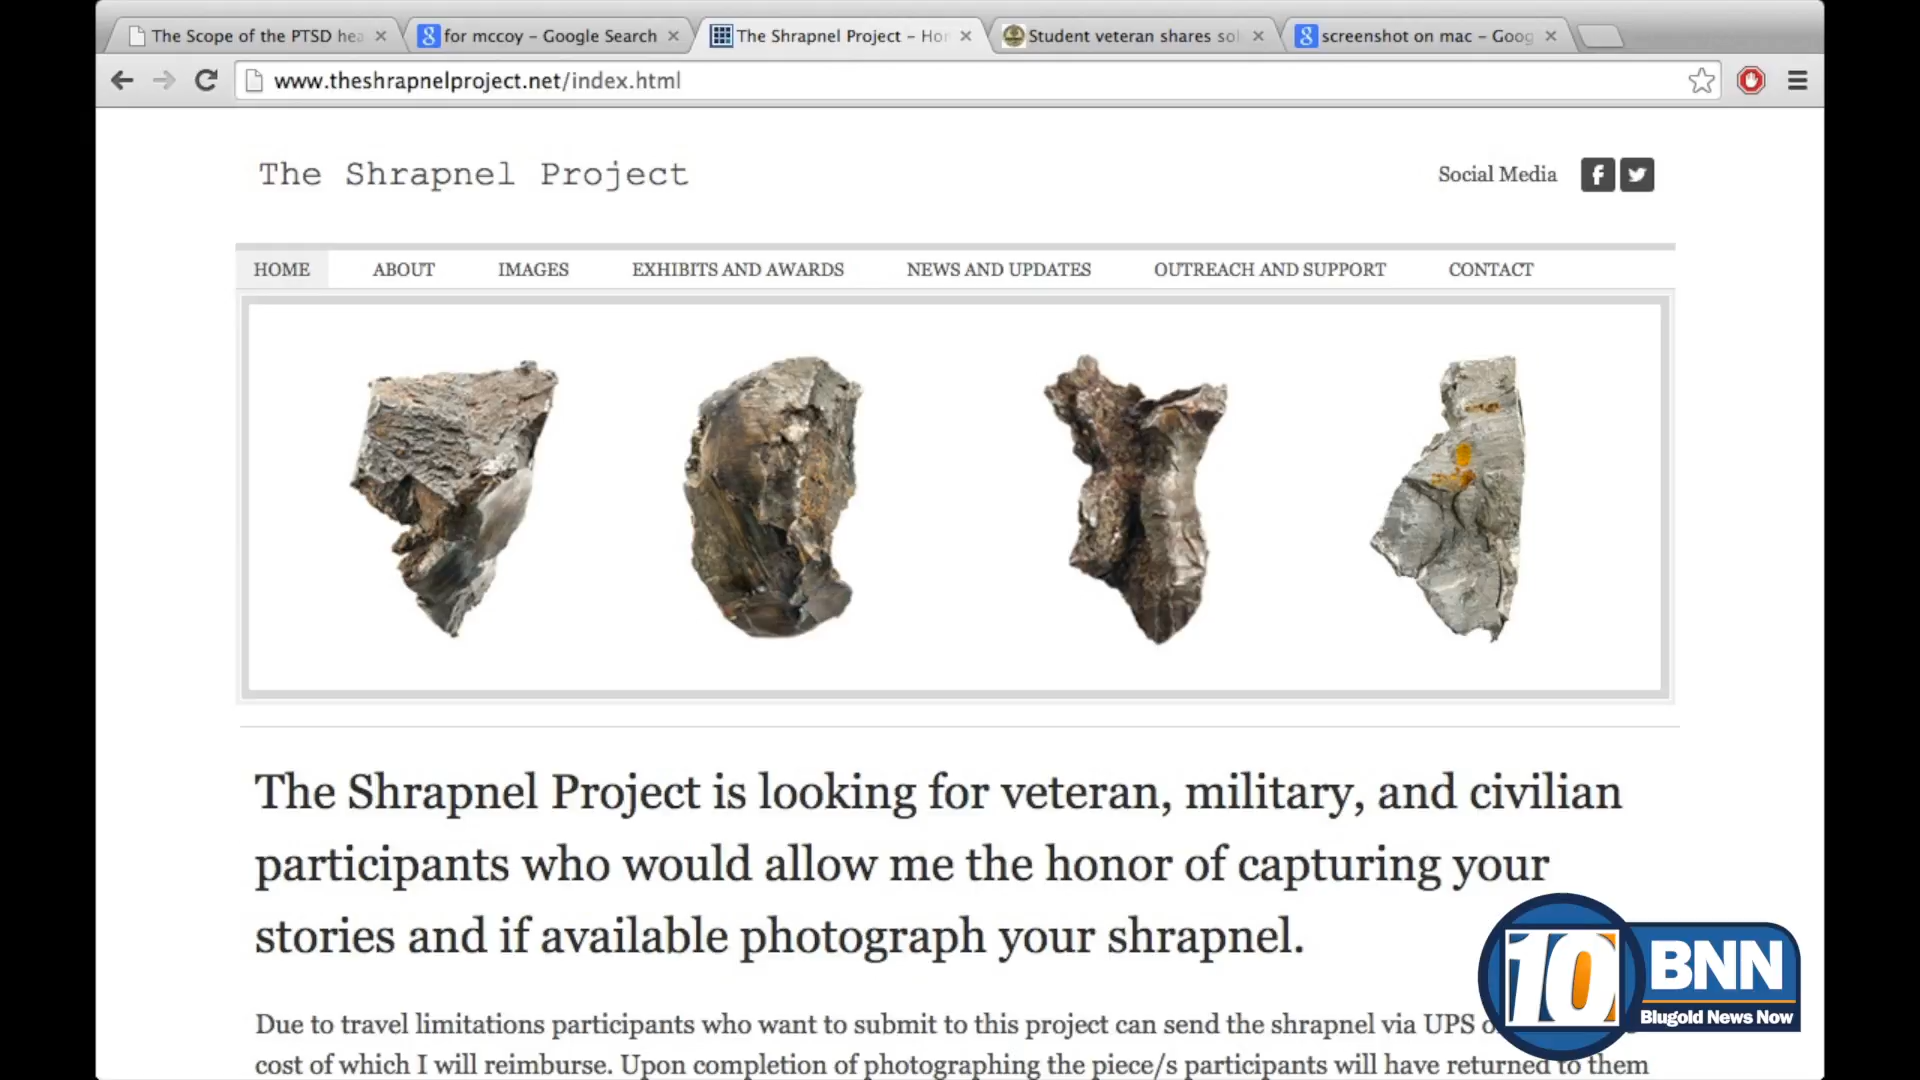 The Scope of the PTSD hea
for mccoy – Google Search
The Shrapnel Project – Ho
Student veteran shares so
screenshot on mac – Goog
www.theshrapnelproject.net/index.html
The Shrapnel Project
Social Media
HOME ABOUT IMAGES EXHIBITS AND AWARDS NEWS AND UPDATES OUTREACH AND SUPPORT CONTACT
The Shrapnel Project is looking for veteran, military, and civilian
participants who would allow me the honor of capturing your
stories and if available photograph your shrapnel.
Due to travel limitations participants who want to submit to this project can send the shrapnel via UPS
cost of which I will reimburse. Upon completion of photographing the piece/s participants will have returned to them
10 BNN
Blugold News Now